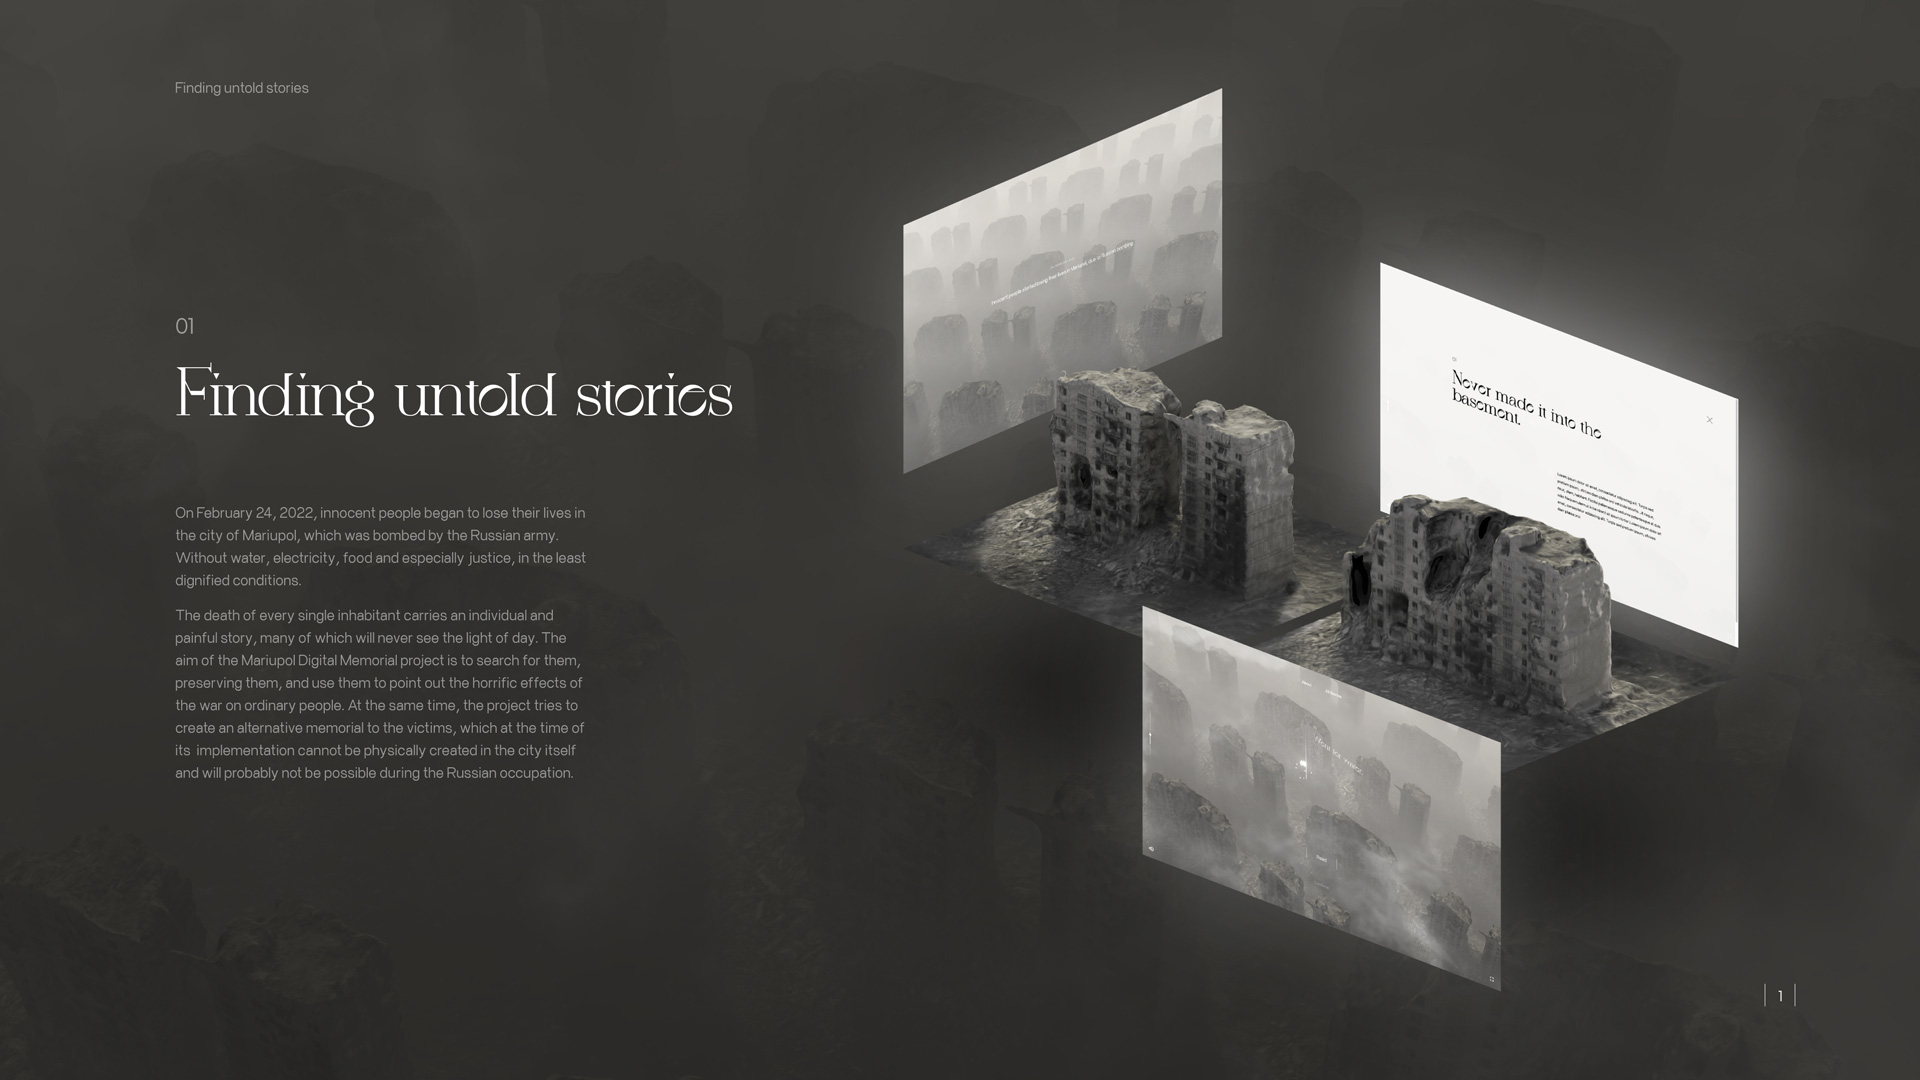 Finding untold stories
01
Finding untold stories
On February 24, 2022, innocent people began to lose their lives in
the city of Mariupol, which was bombed by the Russian army.
Without water, electricity, food and especially justice, in the least
dignified conditions.
The death of every single inhabitant carries an individual and
painful story, many of which will never see the light of day. The
aim of the Mariupol Digital Memorial project is to search for them,
preserving them, and use them to point out the horrific effects of
the war on ordinary people. At the same time, the project tries to
create an alternative memorial to the victims, which at the time of
its implementation cannot be physically created in the city itself
and will probably not be possible during the Russian occupation.
Never made it into the
basement.
1